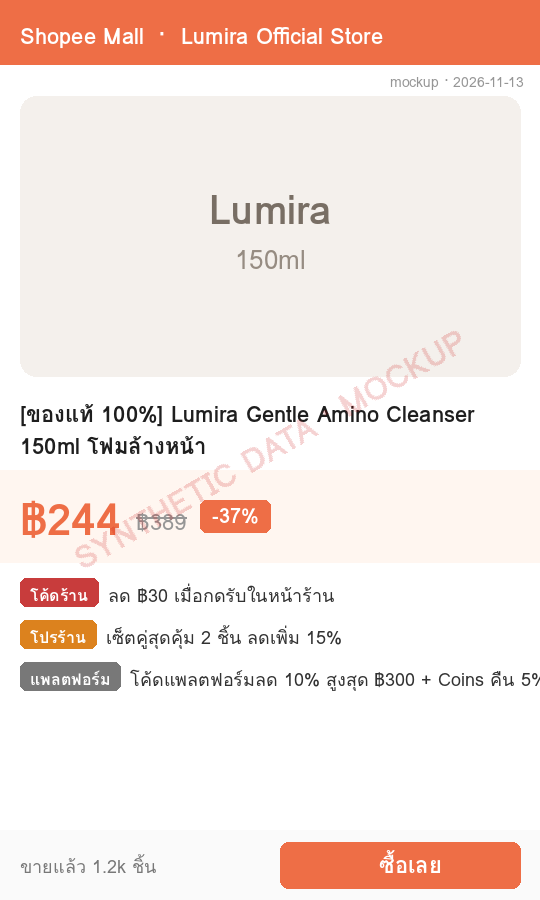 Shopee Mall · Lumira Official Store
mockup · 2026-11-13
Lumira
150ml
SYNTHETIC DATA · MOCKUP
[ของแท้ 100%] Lumira Gentle Amino Cleanser
150ml โฟมล้างหน้า
฿244 ฿389 -37%
โค้ดร้าน ลด ฿30 เมื่อกดรับในหน้าร้าน
โปรร้าน เซ็ตคู่สุดคุ้ม 2 ชิ้น ลดเพิ่ม 15%
แพลตฟอร์ม โค้ดแพลตฟอร์มลด 10% สูงสุด ฿300 + Coins คืน 5%
ขายแล้ว 1.2k ชิ้น
ซื้อเลย